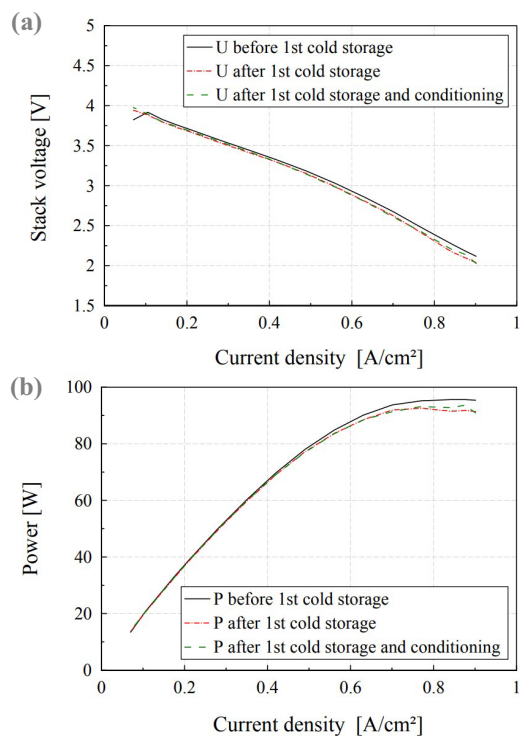 (a)
5
4.5
4
3.5
3
2.5
2
1.5
Stack voltage [V]
U before 1st cold storage
U after 1st cold storage
U after 1st cold storage and conditioning
0
0.2
0.4
0.6
0.8
1
Current density [A/cm²]
(b)
100
80
60
40
20
0
Power [W]
P before 1st cold storage
P after 1st cold storage
P after 1st cold storage and conditioning
0
0.2
0.4
0.6
0.8
1
Current density [A/cm²]